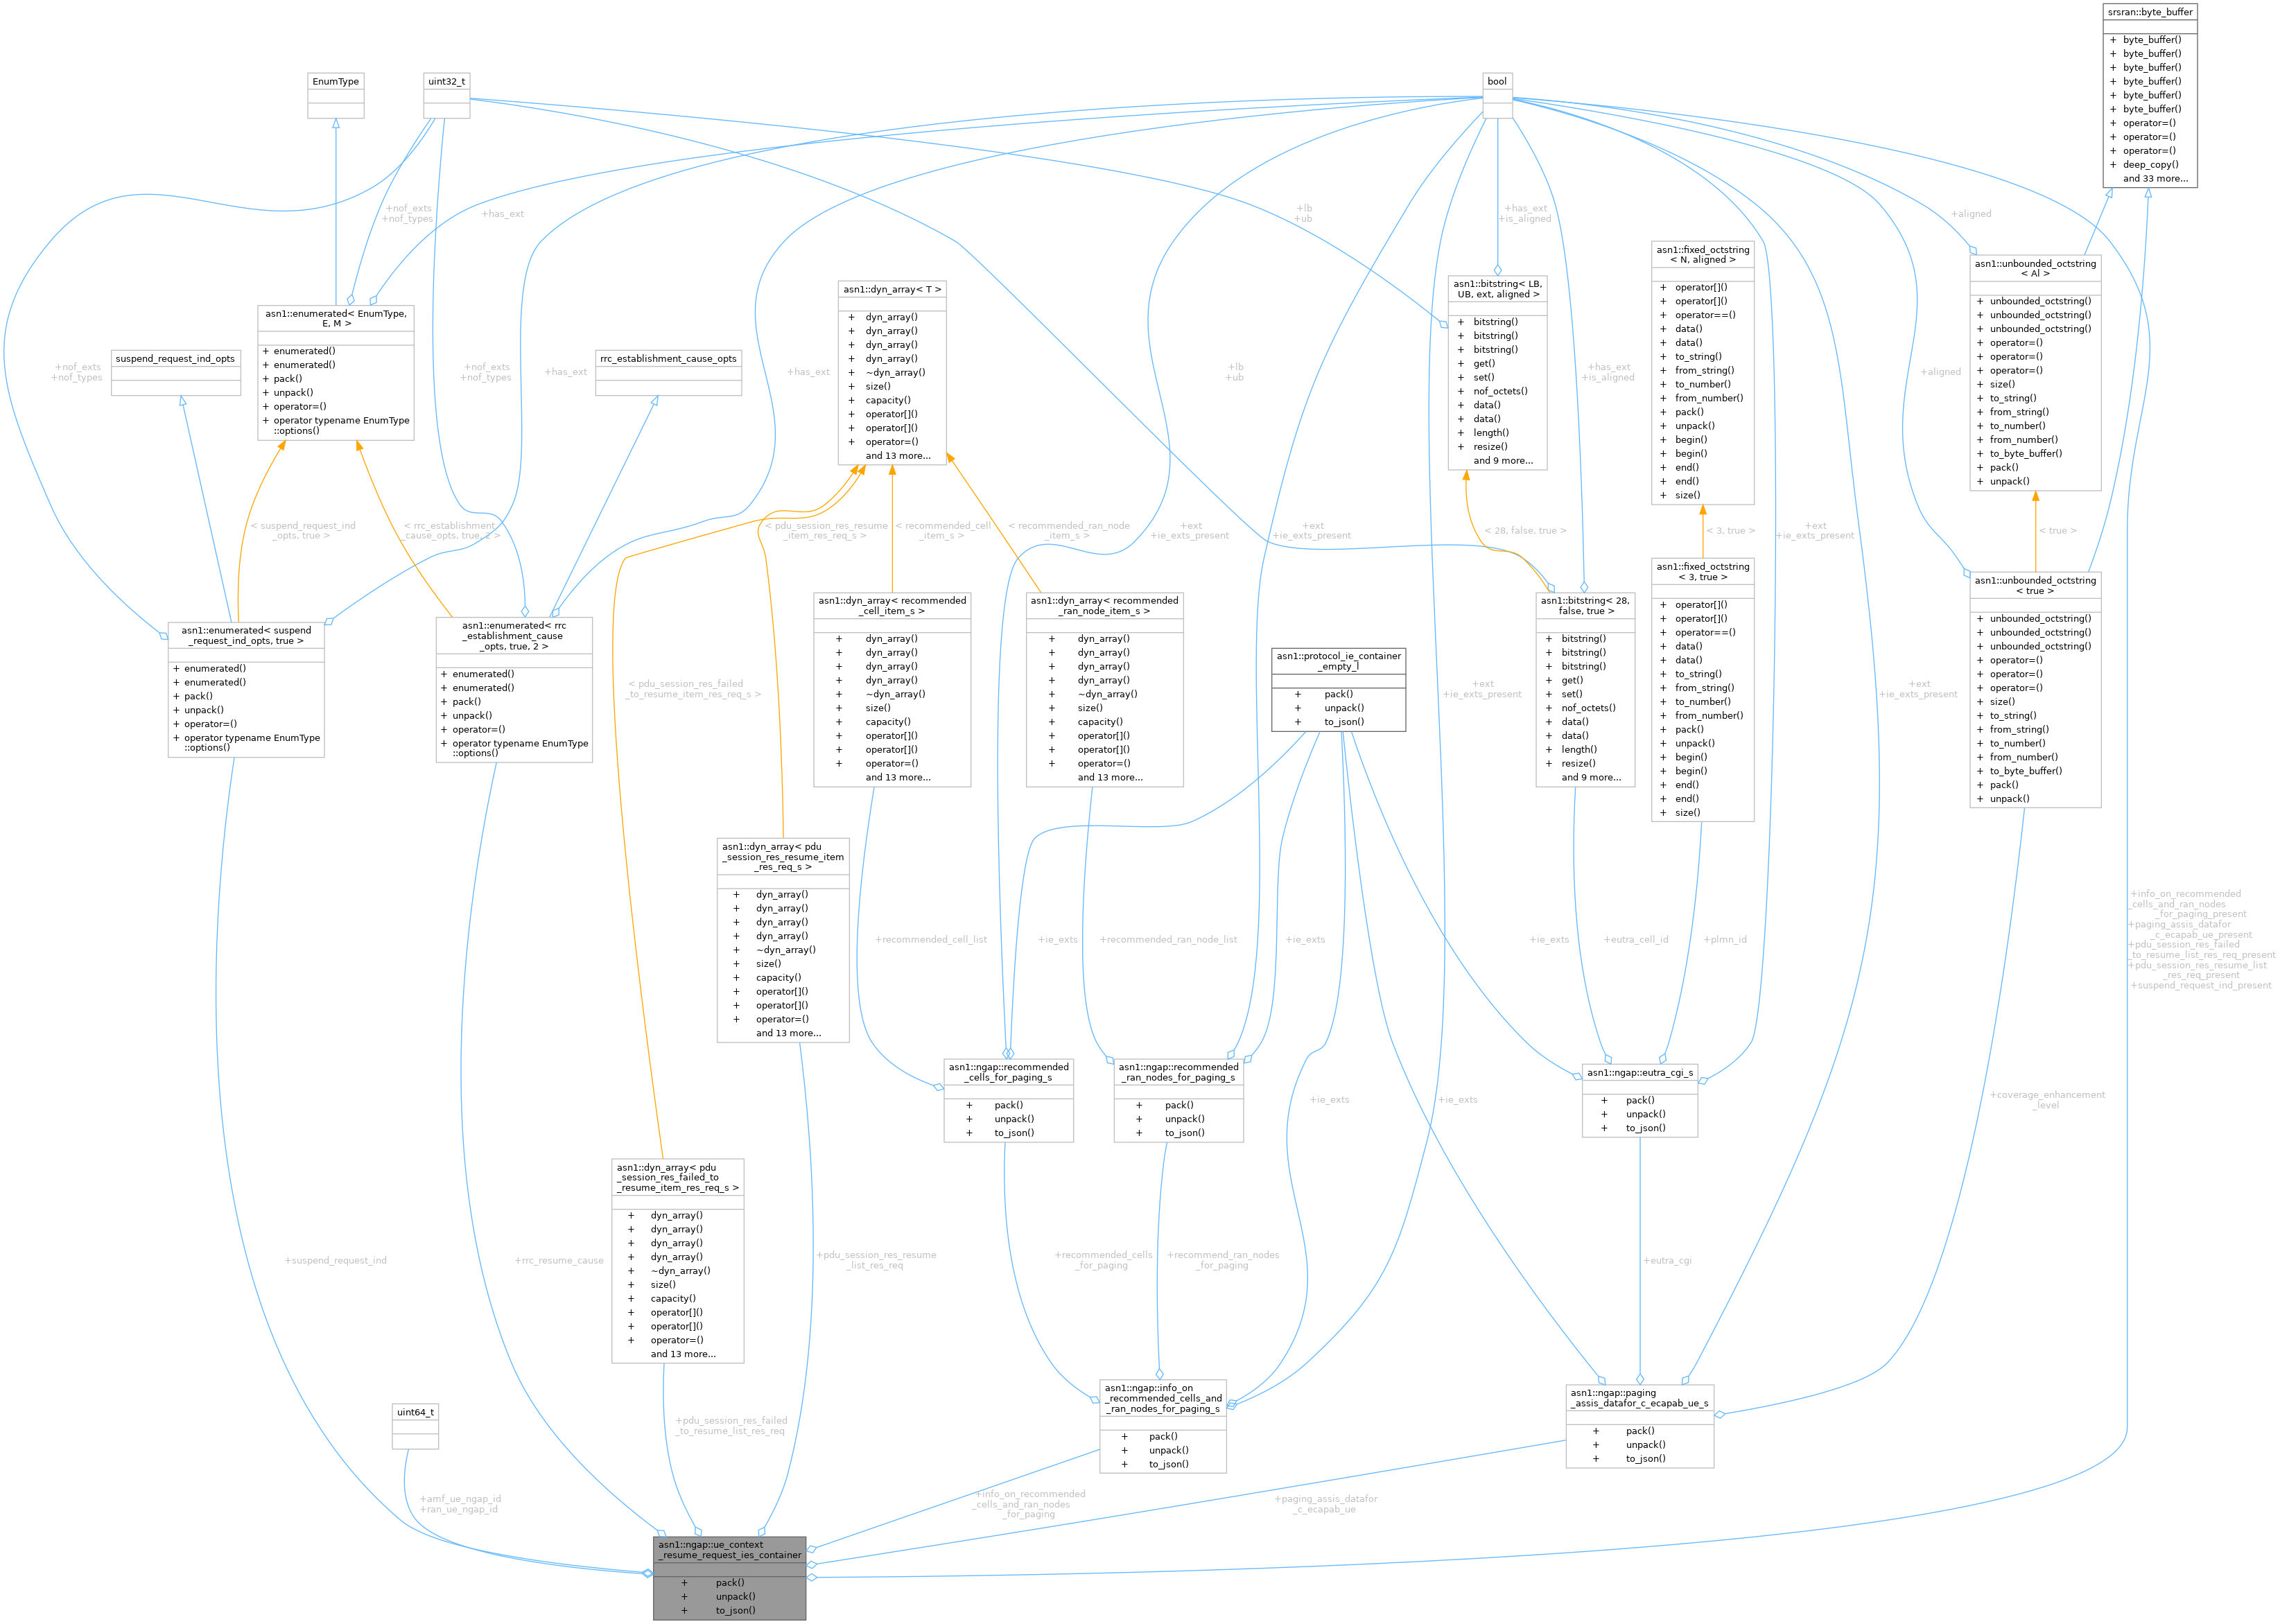 srsran::byte_buffer
+ byte_buffer()
+ byte_buffer()
+ byte_buffer()
+ byte_buffer()
+ byte_buffer()
+ byte_buffer()
+ operator=()
+ operator=()
+ operator=()
+ deep_copy()
and 33 more...
EnumType
uint32_t
bool
+nof_exts
+nof_types
+has_ext
+lb
+ub
+has_ext
+is_aligned
+aligned
asn1::fixed_octstring
< N, aligned >
+ operator[]()
+ operator[]()
+ operator==()
+ data()
+ data()
+ to_string()
+ from_string()
+ to_number()
+ from_number()
+ pack()
+ unpack()
+ begin()
+ begin()
+ end()
+ end()
+ size()
asn1::unbounded_octstring
< Al >
+ unbounded_octstring()
+ unbounded_octstring()
+ unbounded_octstring()
+ operator=()
+ operator=()
+ operator=()
+ size()
+ to_string()
+ from_string()
+ to_number()
+ from_number()
+ to_byte_buffer()
+ pack()
+ unpack()
asn1::bitstring< LB,
UB, ext, aligned >
+ bitstring()
+ bitstring()
+ bitstring()
+ get()
+ set()
+ nof_octets()
+ data()
+ data()
+ length()
+ resize()
and 9 more...
asn1::dyn_array< T >
+ dyn_array()
+ dyn_array()
+ dyn_array()
+ dyn_array()
+ ~dyn_array()
+ size()
+ capacity()
+ operator[]()
+ operator[]()
+ operator=()
and 13 more...
asn1::enumerated< EnumType,
E, M >
+ enumerated()
+ enumerated()
+ pack()
+ unpack()
+ operator=()
+ operator typename EnumType
::options()
suspend_request_ind_opts
rrc_establishment_cause_opts
+nof_exts
+nof_types
+nof_exts
+nof_types
+has_ext
+has_ext
+lb
+ub
+has_ext
+is_aligned
+aligned
< suspend_request_ind
_opts, true >
< rrc_establishment
_cause_opts, true, 2 >
< pdu_session_res_resume
_item_res_req_s >
< recommended_cell
_item_s >
< recommended_ran_node
_item_s >
+ext
+ie_exts_present
+ext
+ie_exts_present
< 28, false, true >
< 3, true >
+ext
+ie_exts_present
< true >
asn1::enumerated< suspend
_request_ind_opts, true >
+ enumerated()
+ enumerated()
+ pack()
+ unpack()
+ operator=()
+ operator typename EnumType
::options()
asn1::enumerated< rrc
_establishment_cause
_opts, true, 2 >
+ enumerated()
+ enumerated()
+ pack()
+ unpack()
+ operator=()
+ operator typename EnumType
::options()
< pdu_session_res_failed
_to_resume_item_res_req_s >
asn1::dyn_array< recommended
_cell_item_s >
+ dyn_array()
+ dyn_array()
+ dyn_array()
+ dyn_array()
+ ~dyn_array()
+ size()
+ capacity()
+ operator[]()
+ operator[]()
+ operator=()
and 13 more...
asn1::dyn_array< recommended
_ran_node_item_s >
+ dyn_array()
+ dyn_array()
+ dyn_array()
+ dyn_array()
+ ~dyn_array()
+ size()
+ capacity()
+ operator[]()
+ operator[]()
+ operator=()
and 13 more...
asn1::protocol_ie_container
_empty_l
+ pack()
+ unpack()
+ to_json()
+ext
+ie_exts_present
asn1::bitstring< 28,
false, true >
+ bitstring()
+ bitstring()
+ bitstring()
+ get()
+ set()
+ nof_octets()
+ data()
+ data()
+ length()
+ resize()
and 9 more...
asn1::fixed_octstring
< 3, true >
+ operator[]()
+ operator[]()
+ operator==()
+ data()
+ data()
+ to_string()
+ from_string()
+ to_number()
+ from_number()
+ pack()
+ unpack()
+ begin()
+ begin()
+ end()
+ end()
+ size()
+ext
+ie_exts_present
asn1::unbounded_octstring
< true >
+ unbounded_octstring()
+ unbounded_octstring()
+ unbounded_octstring()
+ operator=()
+ operator=()
+ operator=()
+ size()
+ to_string()
+ from_string()
+ to_number()
+ from_number()
+ to_byte_buffer()
+ pack()
+ unpack()
asn1::dyn_array< pdu
_session_res_resume_item
_res_req_s >
+ dyn_array()
+ dyn_array()
+ dyn_array()
+ dyn_array()
+ ~dyn_array()
+ size()
+ capacity()
+ operator[]()
+ operator[]()
+ operator=()
and 13 more...
+recommended_cell_list
+ie_exts
+recommended_ran_node_list
+ie_exts
+ie_exts
+eutra_cell_id
+plmn_id
+info_on_recommended
_cells_and_ran_nodes
_for_paging_present
+paging_assis_datafor
_c_ecapab_ue_present
+pdu_session_res_failed
_to_resume_list_res_req_present
+pdu_session_res_resume_list
_res_req_present
+suspend_request_ind_present
asn1::ngap::recommended
_cells_for_paging_s
+ pack()
+ unpack()
+ to_json()
asn1::ngap::recommended
_ran_nodes_for_paging_s
+ pack()
+ unpack()
+ to_json()
+ie_exts
+ie_exts
asn1::ngap::eutra_cgi_s
+ pack()
+ unpack()
+ to_json()
+coverage_enhancement
_level
asn1::dyn_array< pdu
_session_res_failed_to
_resume_item_res_req_s >
+ dyn_array()
+ dyn_array()
+ dyn_array()
+ dyn_array()
+ ~dyn_array()
+ size()
+ capacity()
+ operator[]()
+ operator[]()
+ operator=()
and 13 more...
+suspend_request_ind
+rrc_resume_cause
+pdu_session_res_resume
_list_res_req
+recommended_cells
_for_paging
+recommend_ran_nodes
_for_paging
+eutra_cgi
uint64_t
+pdu_session_res_failed
_to_resume_list_res_req
asn1::ngap::info_on
_recommended_cells_and
_ran_nodes_for_paging_s
+ pack()
+ unpack()
+ to_json()
asn1::ngap::paging
_assis_datafor_c_ecapab_ue_s
+ pack()
+ unpack()
+ to_json()
+amf_ue_ngap_id
+ran_ue_ngap_id
+info_on_recommended
_cells_and_ran_nodes
_for_paging
+paging_assis_datafor
_c_ecapab_ue
asn1::ngap::ue_context
_resume_request_ies_container
+ pack()
+ unpack()
+ to_json()